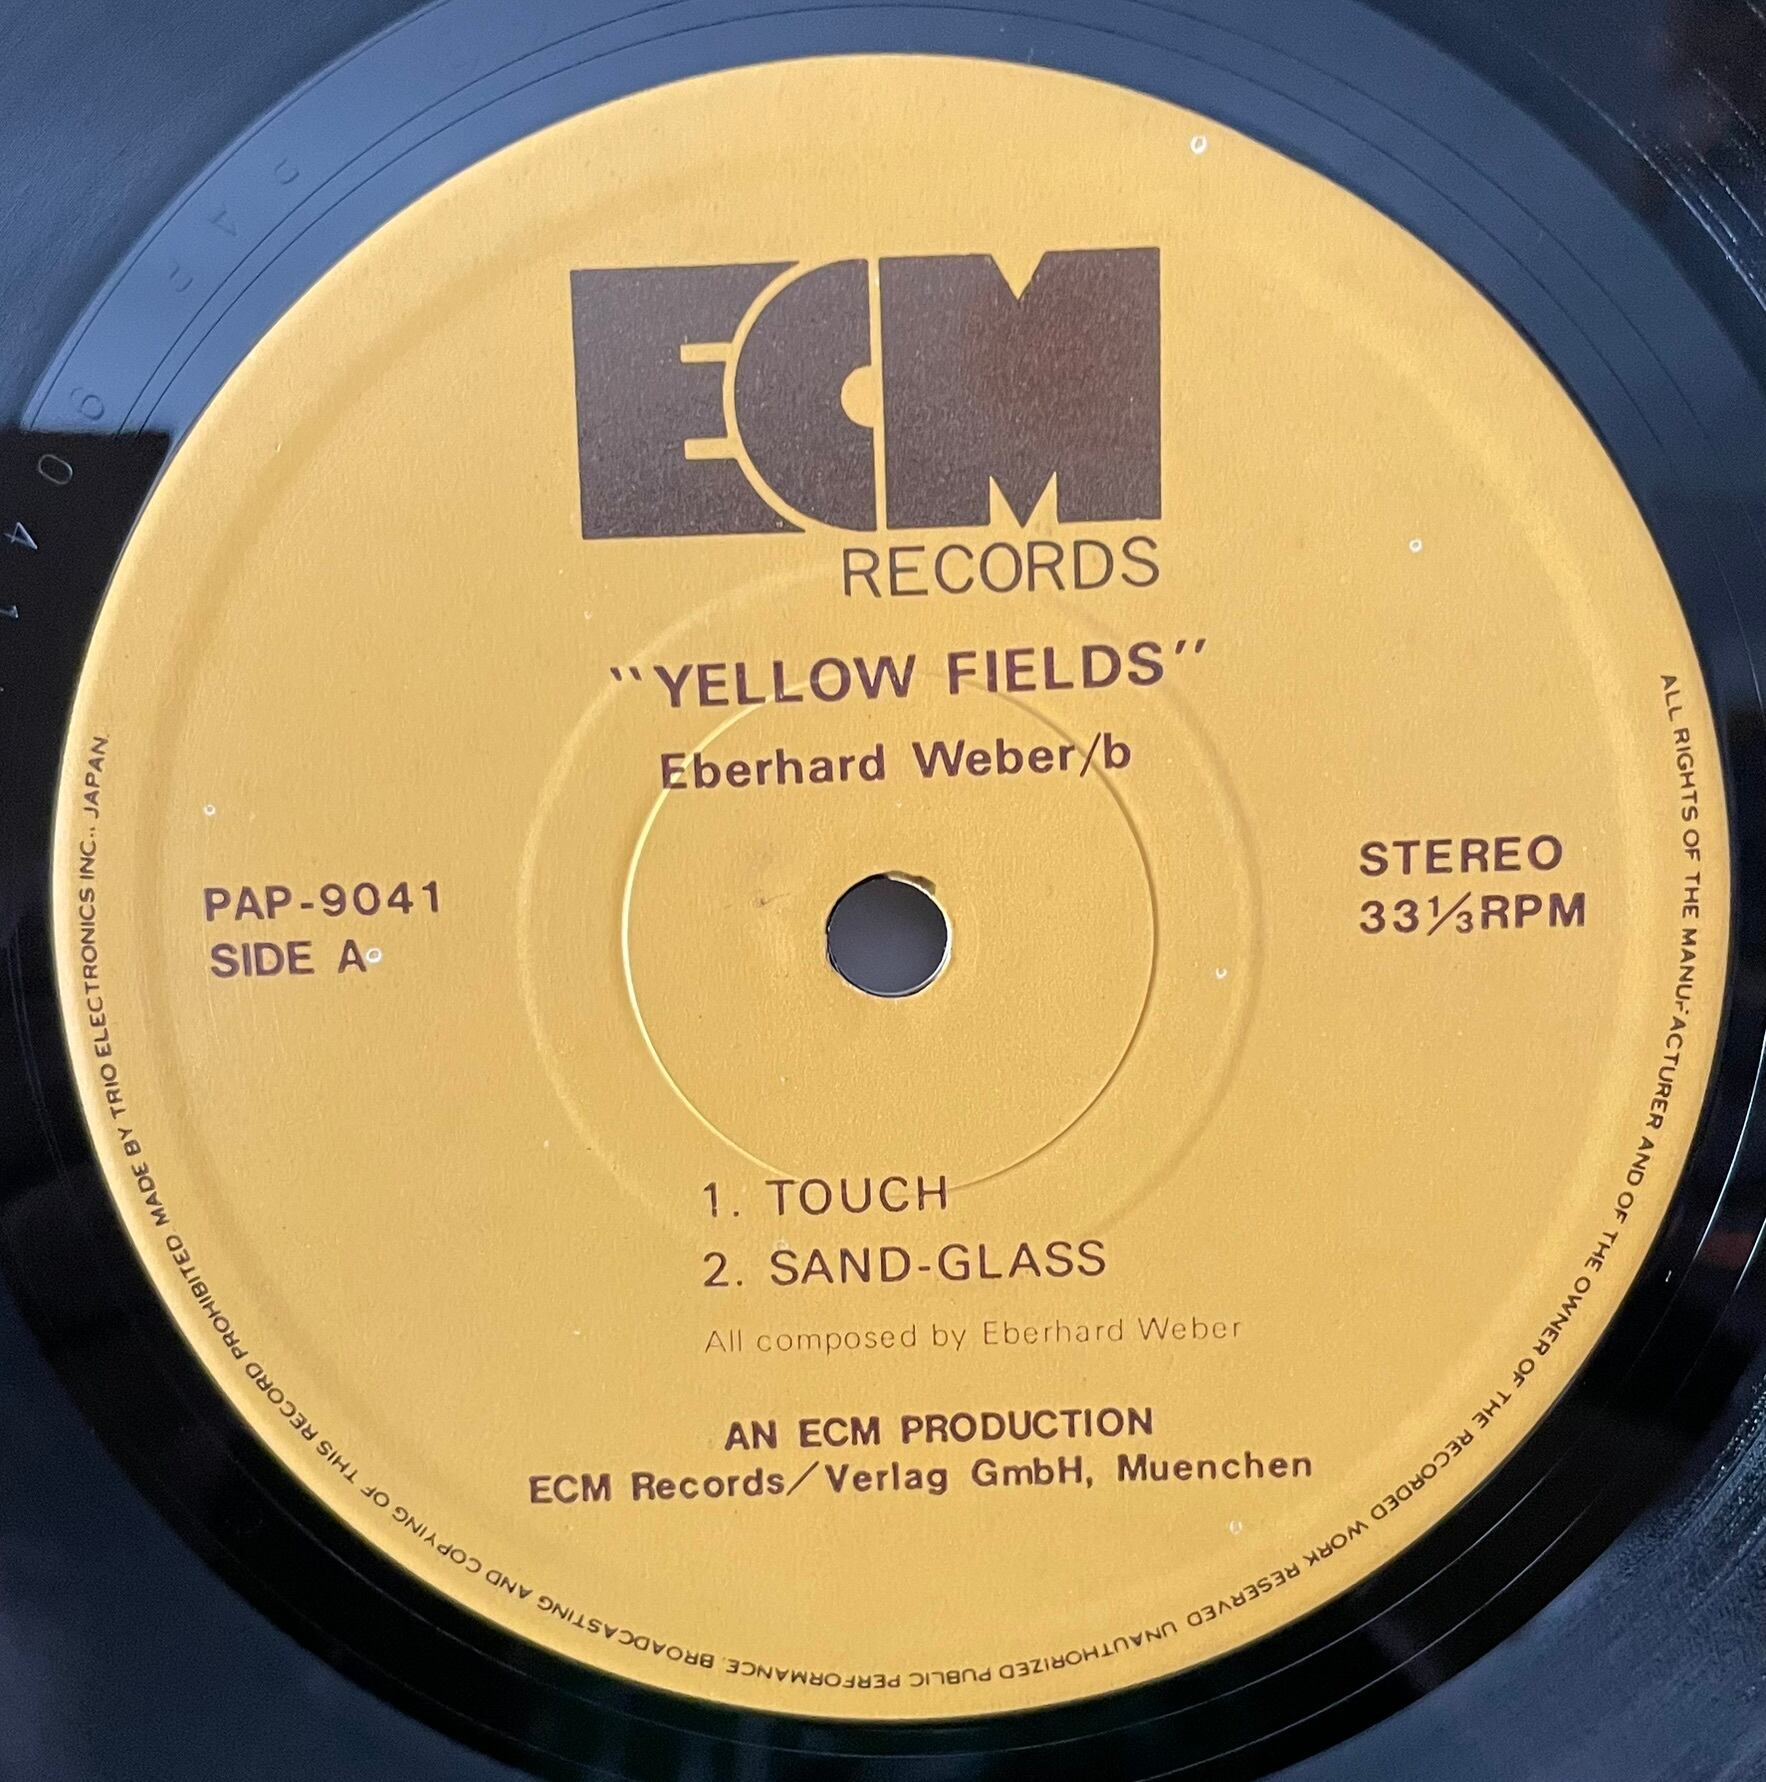 ECM
RECORDS
"YELLOW FIELDS"
Eberhard Weber/b
PAP-9041
SIDE A
STEREO
33⅓RPM
1. TOUCH
2. SAND-GLASS
All composed by Eberhard Weber
AN ECM PRODUCTION
ECM Records/Verlag GmbH, Muenchen
ALL RIGHTS OF THE MANUFACTURER AND OF THE OWNER OF THE RECORDED WORK RESERVED UNAUTHORIZED PUBLIC PERFORMANCE. BROADCASTING AND COPYING OF THIS RECORD PROHIBITED. MADE BY TRIO ELECTRONICS INC., JAPAN.